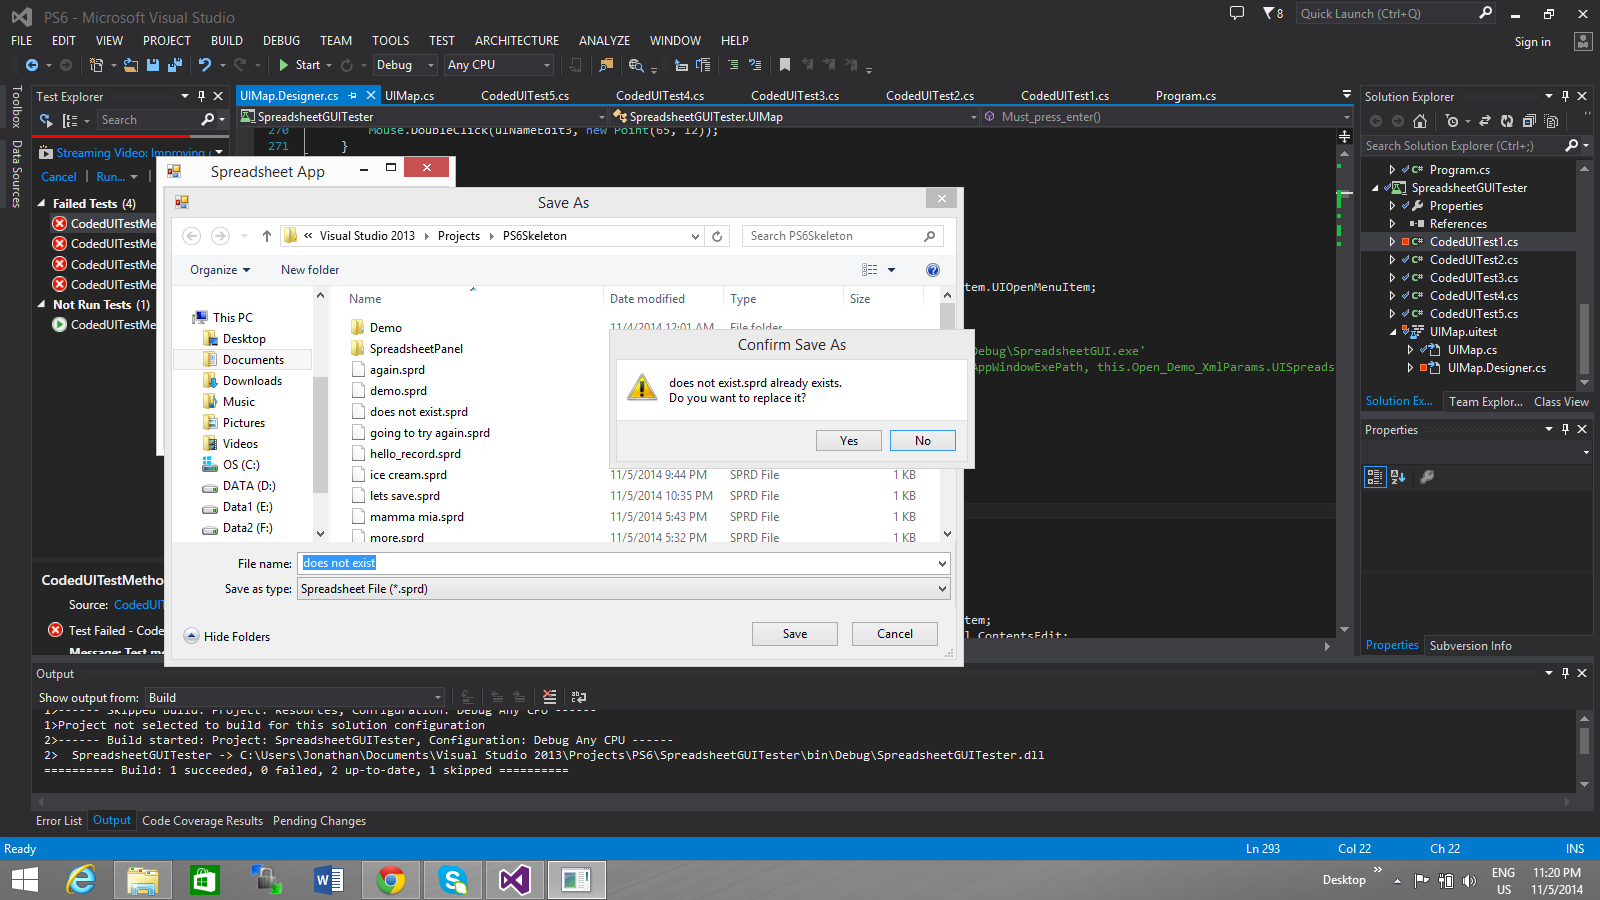 PS6 - Microsoft Visual Studio
8
Quick Launch (Ctrl+Q)
FILE EDIT VIEW PROJECT BUILD DEBUG TEAM TOOLS TEST ARCHITECTURE ANALYZE WINDOW HELP
Sign in
Start Debug Any CPU
Toolbox
Data Sources
Test Explorer
Search
Streaming Video: Improving
Cancel Run...
Failed Tests (4)
CodedUITestMe
CodedUITestMe
CodedUITestMe
CodedUITestMe
Not Run Tests (1)
CodedUITestMe
CodedUITestMetho
Source: CodedUIT
Test Failed - Code
Message: Test me
UIMap.Designer.cs UIMap.cs CodedUITest5.cs CodedUITest4.cs CodedUITest3.cs CodedUITest2.cs CodedUITest1.cs Program.cs
SpreadsheetGUITester SpreadsheetGUITester.UIMap Must_press_enter()
270 Mouse.DoubleClick(uINameEdit3, new Point(65, 12));
271 }
tem.UIOpenMenuItem;
Debug\SpreadsheetGUI.exe'
AppWindowExePath, this.Open_Demo_XmlParams.UISpreads
tem;
l.ContentsEdit;
Spreadsheet App
Save As
« Visual Studio 2013 Projects PS6Skeleton
Search PS6Skeleton
Organize New folder
This PC
Desktop
Documents
Downloads
Music
Pictures
Videos
OS (C:)
DATA (D:)
Data1 (E:)
Data2 (F:)
Name Date modified Type Size
Demo 11/4/2014 12:01 AM File folder
SpreadsheetPanel
again.sprd
demo.sprd
does not exist.sprd
going to try again.sprd
hello_record.sprd
ice cream.sprd 11/5/2014 9:44 PM SPRD File 1 KB
lets save.sprd 11/5/2014 10:35 PM SPRD File 1 KB
mamma mia.sprd 11/5/2014 5:43 PM SPRD File 1 KB
more.sprd 11/5/2014 5:32 PM SPRD File 1 KB
File name: does not exist
Save as type: Spreadsheet File (*.sprd)
Hide Folders
Save Cancel
Confirm Save As
does not exist.sprd already exists.
Do you want to replace it?
Yes No
Solution Explorer
Search Solution Explorer (Ctrl+;)
Program.cs
SpreadsheetGUITester
Properties
References
CodedUITest1.cs
CodedUITest2.cs
CodedUITest3.cs
CodedUITest4.cs
CodedUITest5.cs
UIMap.uitest
UIMap.cs
UIMap.Designer.cs
Solution Ex... Team Explor... Class View
Properties
Properties Subversion Info
Output
Show output from: Build
1>------ Skipped Build: Project: Resources, Configuration: Debug Any CPU ------
1>Project not selected to build for this solution configuration
2>------ Build started: Project: SpreadsheetGUITester, Configuration: Debug Any CPU ------
2> SpreadsheetGUITester -> C:\Users\Jonathan\Documents\Visual Studio 2013\Projects\PS6\SpreadsheetGUITester\bin\Debug\SpreadsheetGUITester.dll
========== Build: 1 succeeded, 0 failed, 2 up-to-date, 1 skipped ==========
Error List Output Code Coverage Results Pending Changes
Ready Ln 293 Col 22 Ch 22 INS
Desktop
ENG
US
11:20 PM
11/5/2014